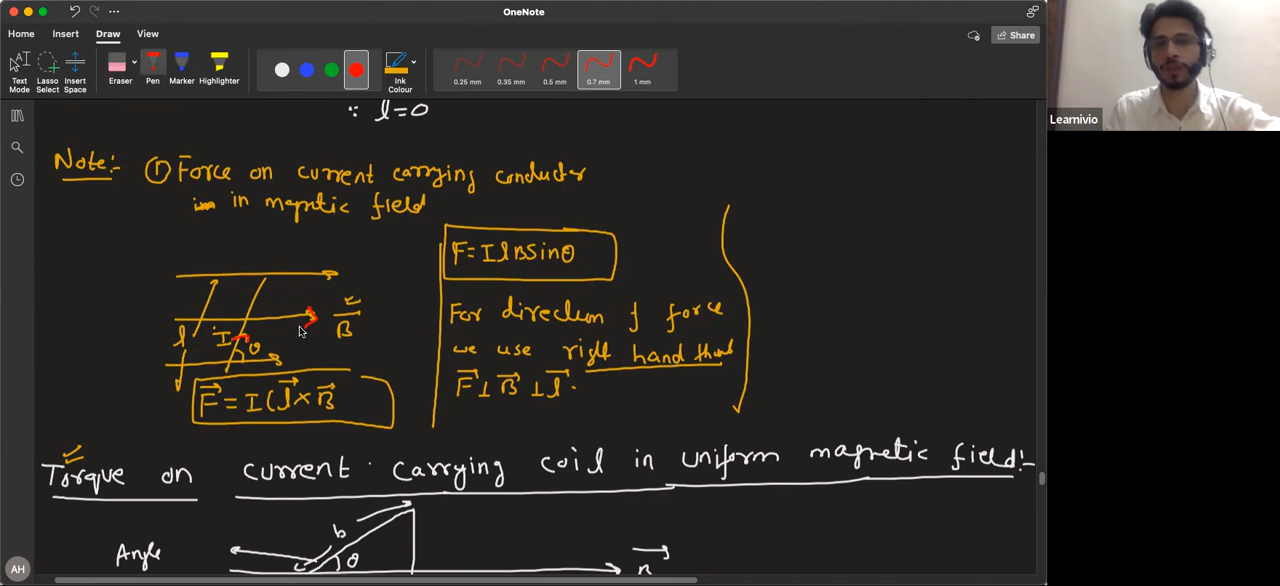 OneNote
Home Insert Draw View
Share
Text Mode Lasso Select Insert Space Eraser Pen Marker Highlighter Ink Colour 0.25 mm 0.35 mm 0.5 mm 0.7 mm 1 mm
Learnivio
∵ l=0
Note:- ① Force on current carrying conductor
in magnetic field
F=IlBsinθ
B
l I θ
For direction of force
we use right hand thumb
F⃗ ⊥ B⃗ ⊥ l⃗.
F⃗ = I(l⃗×B⃗
Torque on current carrying coil in uniform magnetic field:-
b
Angle θ
B
AH